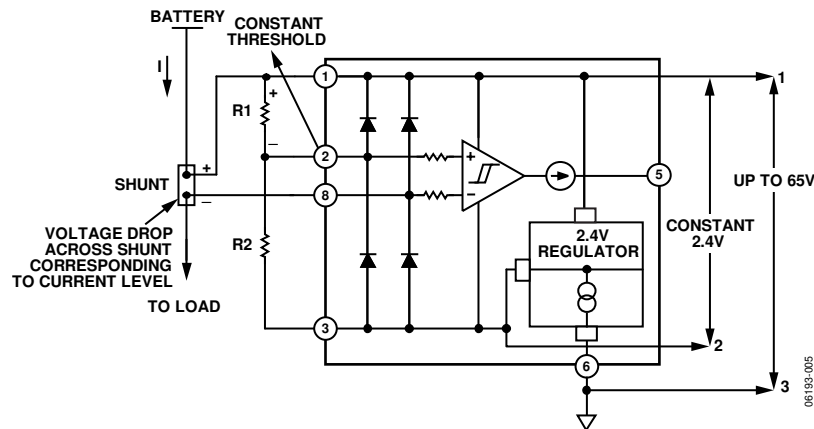 BATTERY
CONSTANT
THRESHOLD
I
1
1
+
R1
–
2
+
–
5
+
SHUNT
–
8
UP TO 65V
CONSTANT
2.4V
2.4V
REGULATOR
VOLTAGE DROP
ACROSS SHUNT
CORRESPONDING
TO CURRENT LEVEL
R2
TO LOAD
3
2
6
3
06193-005